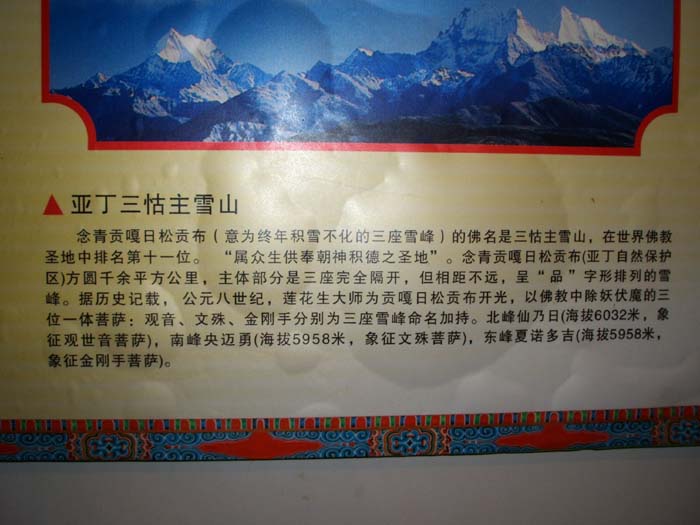 ▲ 亚丁三怙主雪山
念青贡嘎日松贡布（意为终年积雪不化的三座雪峰）的佛名是三怙主雪山，在世界佛教
圣地中排名第十一位。 “属众生供奉朝神积德之圣地”。念青贡嘎日松贡布(亚丁自然保护
区)方圆千余平方公里，主体部分是三座完全隔开，但相距不远，呈“品”字形排列的雪
峰。据历史记载，公元八世纪，莲花生大师为贡嘎日松贡布开光，以佛教中除妖伏魔的三
位一体菩萨：观音、文殊、金刚手分别为三座雪峰命名加持。北峰仙乃日(海拔6032米，象
征观世音菩萨)，南峰央迈勇(海拔5958米，象征文殊菩萨)，东峰夏诺多吉(海拔5958米，
象征金刚手菩萨)。